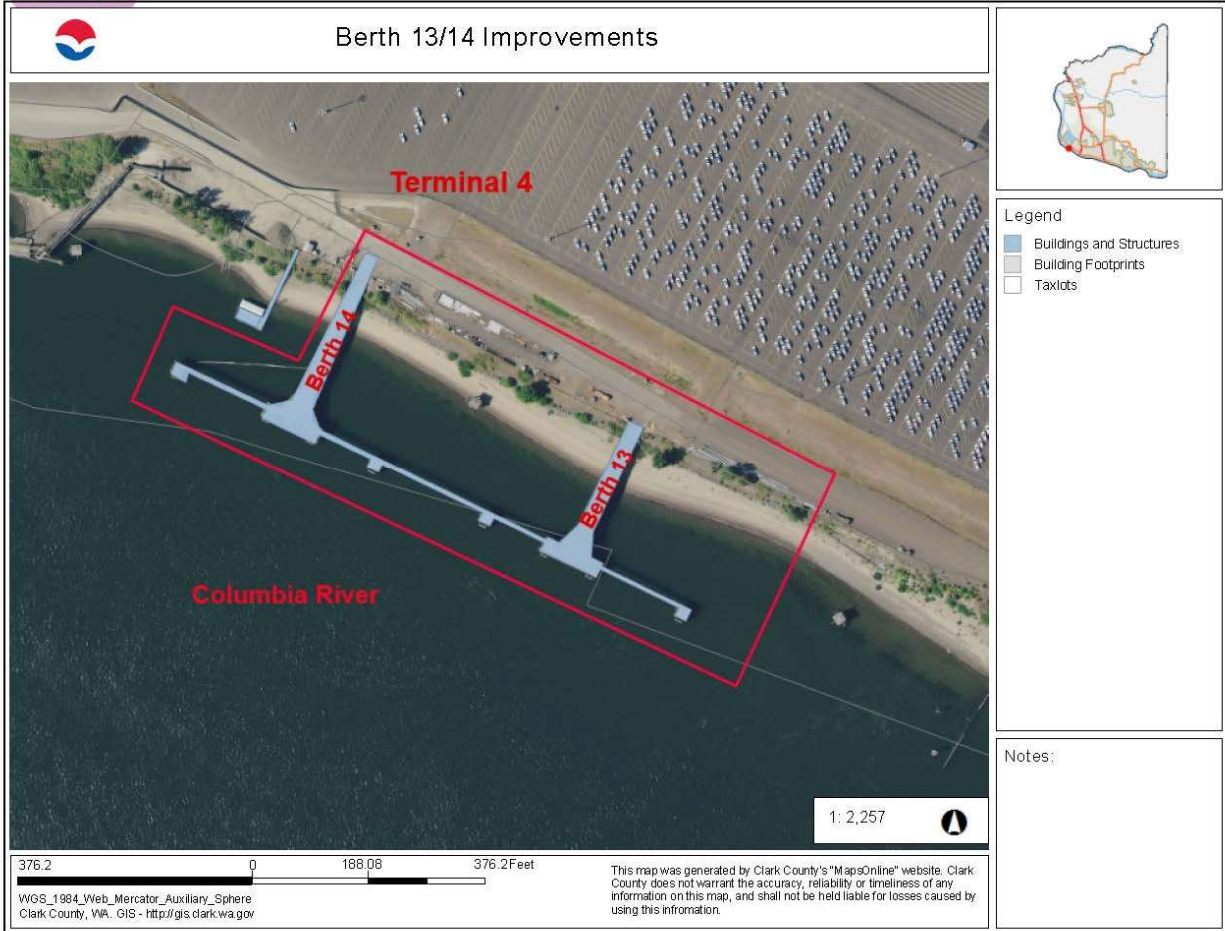 Berth 13/14 Improvements
Terminal 4
Berth 14
Berth 13
Columbia River
1: 2,257
Legend
Buildings and Structures
Building Footprints
Taxlots
Notes:
376.2 0 188.08 376.2 Feet
WGS_1984_Web_Mercator_Auxiliary_Sphere
Clark County, WA. GIS - http://gis.clark.wa.gov
This map was generated by Clark County's "MapsOnline" website. Clark
County does not warrant the accuracy, reliability or timeliness of any
information on this map, and shall not be held liable for losses caused by
using this infromation.